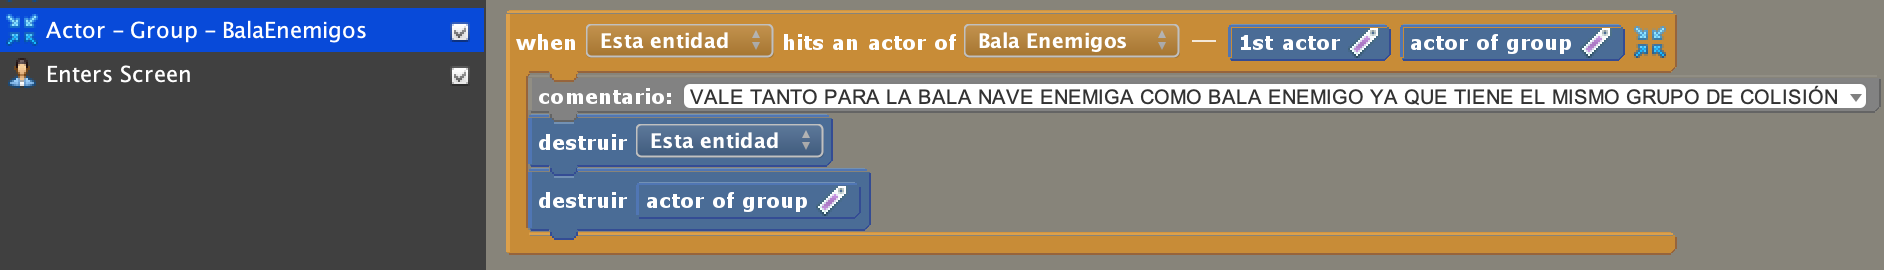 Actor – Group – BalaEnemigos
Enters Screen
when Esta entidad hits an actor of Bala Enemigos — 1st actor actor of group
comentario: VALE TANTO PARA LA BALA NAVE ENEMIGA COMO BALA ENEMIGO YA QUE TIENE EL MISMO GRUPO DE COLISIÓN
destruir Esta entidad
destruir actor of group